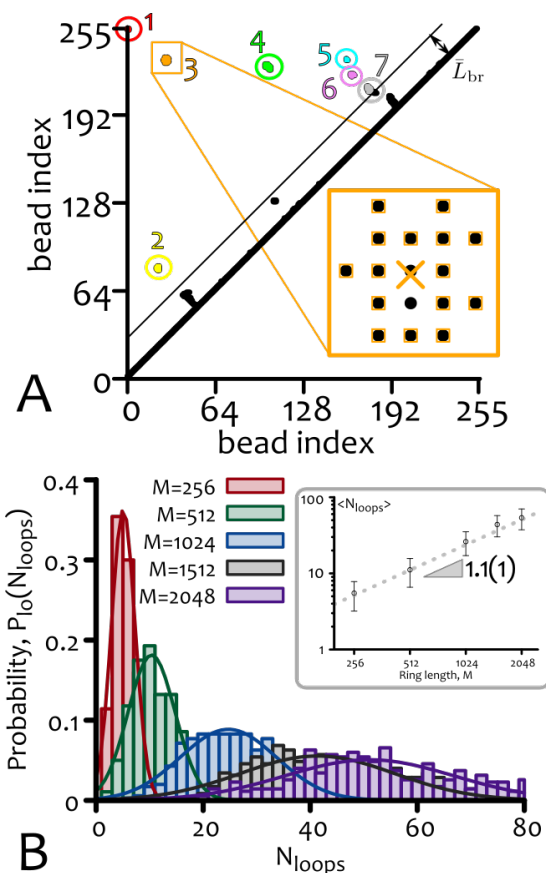 A
bead index
255
192
128
64
0
0
64
128
192
255
bead index
1
2
3
4
5
6
7
L̄br
B
Probability, Plo(Nloops)
0.4
0.3
0.2
0.1
0
0
20
40
60
80
Nloops
M=256
M=512
M=1024
M=1512
M=2048
<Nloops>
100
10
1
256
512
1024
2048
Ring length, M
1.1(1)